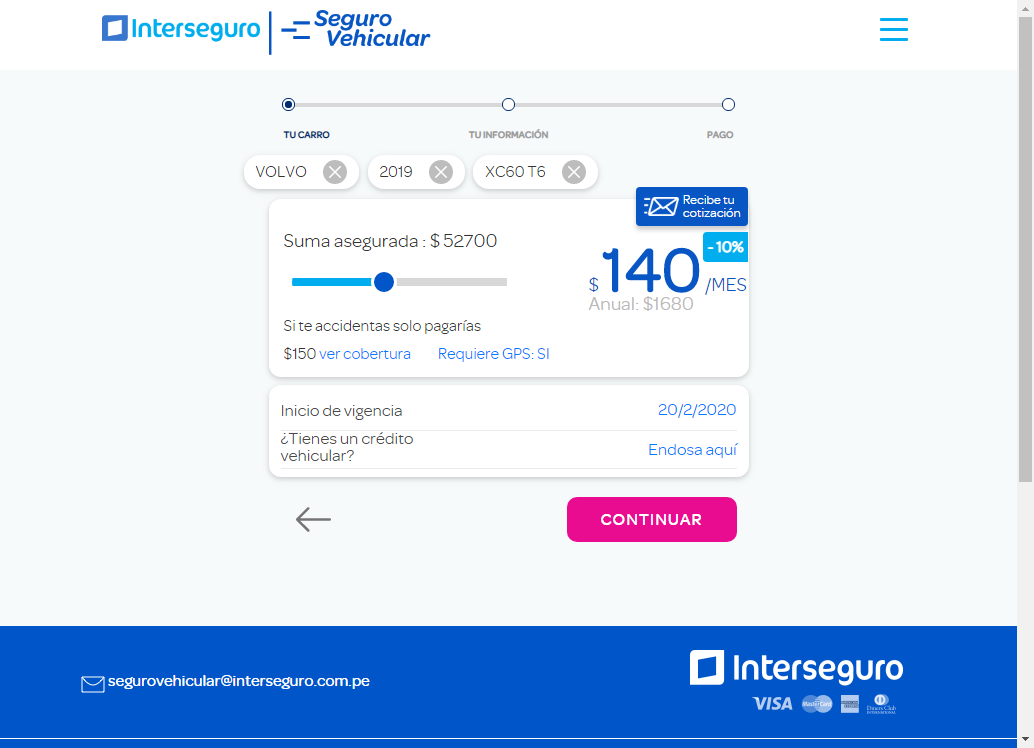 Interseguro
Seguro
Vehicular
TU CARRO
TU INFORMACIÓN
PAGO
VOLVO
2019
XC60 T6
Recibe tu
cotización
Suma asegurada : $ 52700
-10%
$ 140 /MES
Anual: $1680
Si te accidentas solo pagarías
$150 ver cobertura
Requiere GPS: SI
Inicio de vigencia
20/2/2020
¿Tienes un crédito
vehicular?
Endosa aquí
CONTINUAR
segurovehicular@interseguro.com.pe
Interseguro
VISA
MasterCard
Diners Club
INTERNATIONAL